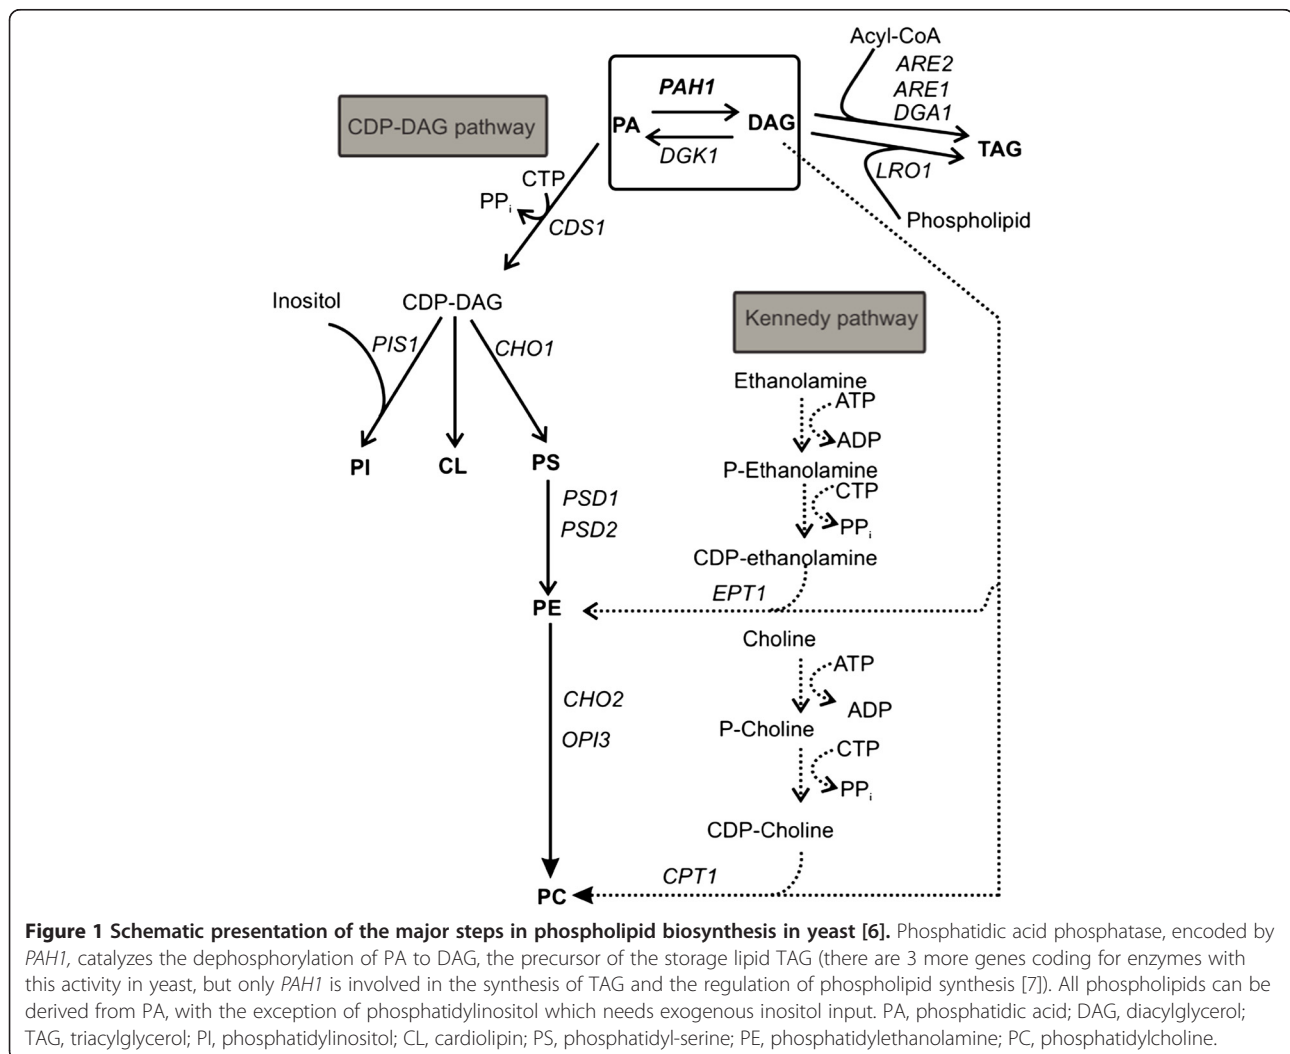 Acyl-CoA
ARE2
ARE1
DGA1
PAH1
CDP-DAG pathway
PA
DAG
TAG
DGK1
LRO1
CTP
PPi
CDS1
Phospholipid
Inositol
CDP-DAG
Kennedy pathway
PIS1
CHO1
Ethanolamine
ATP
ADP
PI
CL
PS
P-Ethanolamine
CTP
PSD1
PSD2
PPi
CDP-ethanolamine
EPT1
PE
Choline
ATP
CHO2
ADP
P-Choline
OPI3
CTP
PPi
CDP-Choline
CPT1
PC
Figure 1 Schematic presentation of the major steps in phospholipid biosynthesis in yeast [6]. Phosphatidic acid phosphatase, encoded by
PAH1, catalyzes the dephosphorylation of PA to DAG, the precursor of the storage lipid TAG (there are 3 more genes coding for enzymes with
this activity in yeast, but only PAH1 is involved in the synthesis of TAG and the regulation of phospholipid synthesis [7]). All phospholipids can be
derived from PA, with the exception of phosphatidylinositol which needs exogenous inositol input. PA, phosphatidic acid; DAG, diacylglycerol;
TAG, triacylglycerol; PI, phosphatidylinositol; CL, cardiolipin; PS, phosphatidyl-serine; PE, phosphatidylethanolamine; PC, phosphatidylcholine.